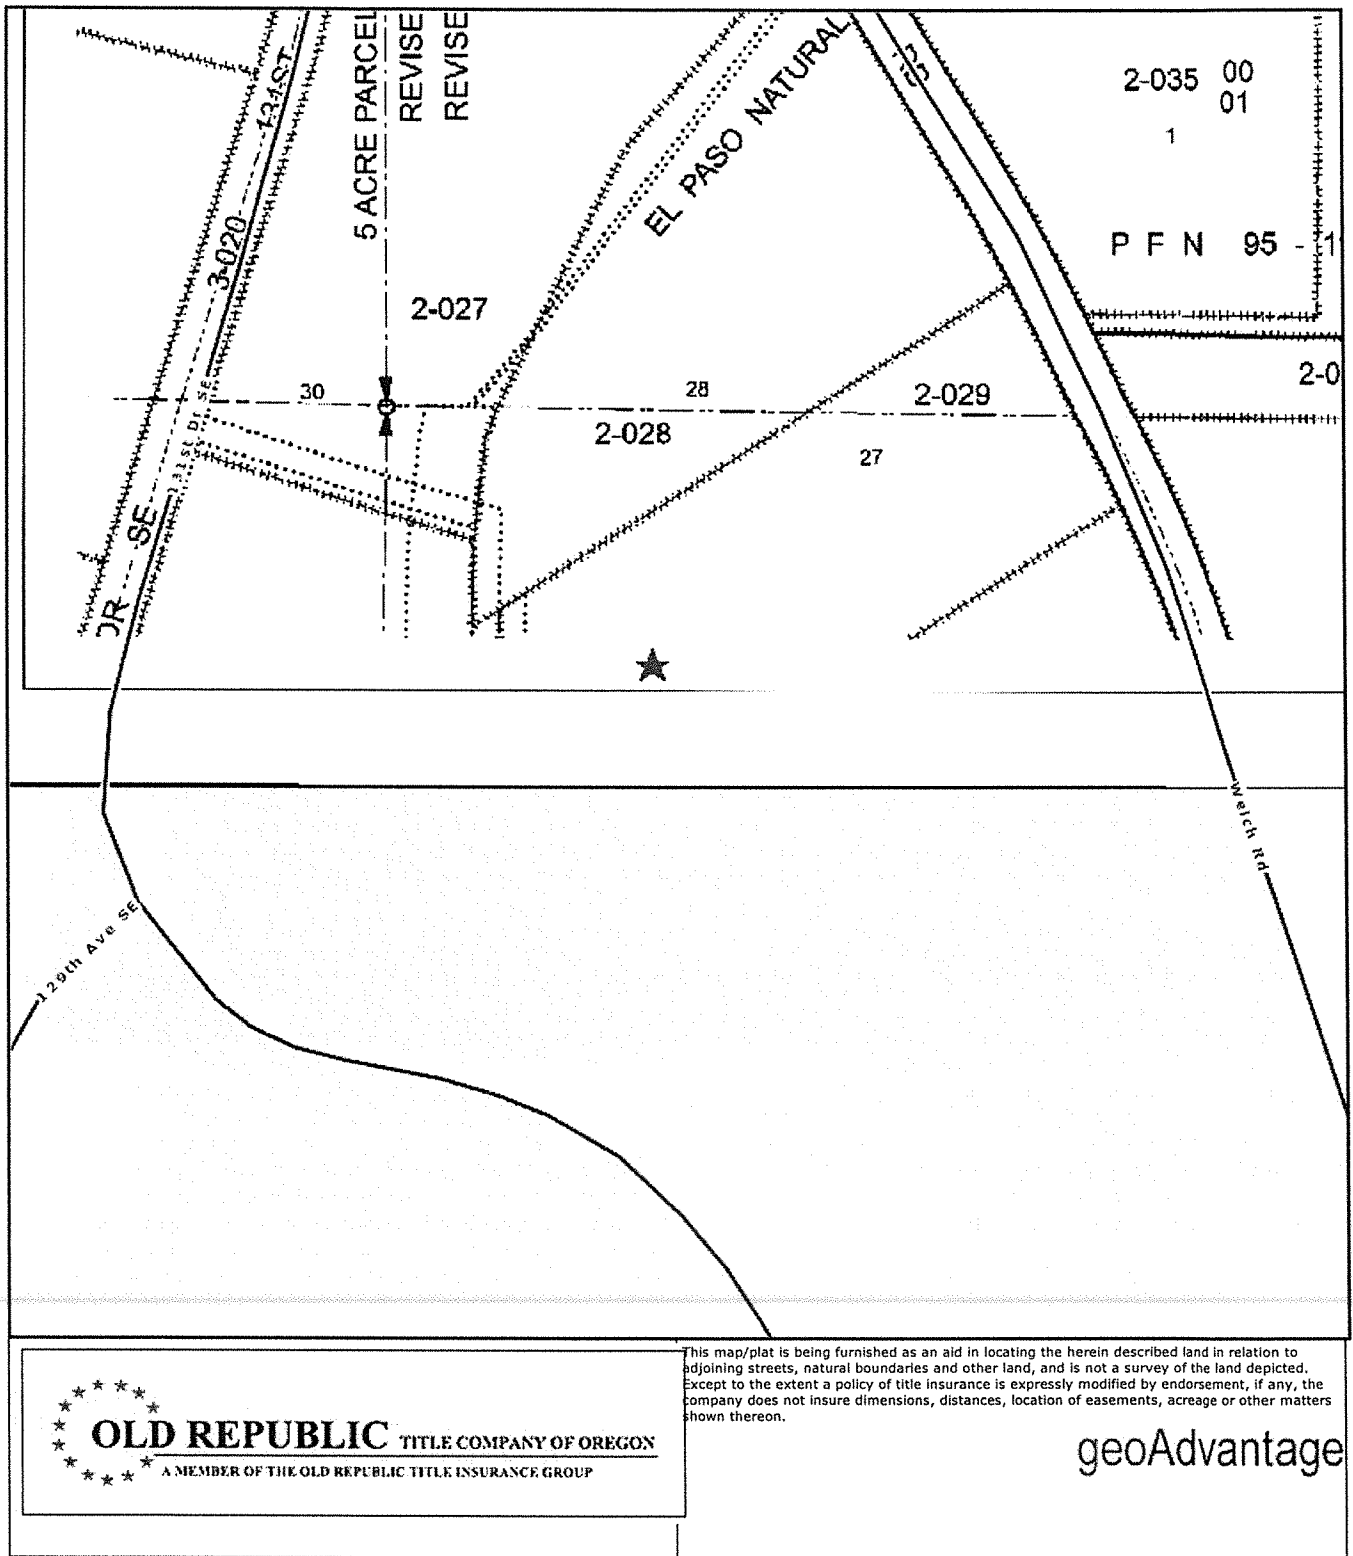 131ST
5 ACRE PARCEL
REVISE
REVISE
EL PASO NATURAL
2-035 00
01
1
P F N 95 - 1
3-020
2-027
2-0
30
28
2-029
2-028
27
131st Dr SE
DR SE
Welch Rd
129th Ave SE
This map/plat is being furnished as an aid in locating the herein described land in relation to
adjoining streets, natural boundaries and other land, and is not a survey of the land depicted.
Except to the extent a policy of title insurance is expressly modified by endorsement, if any, the
company does not insure dimensions, distances, location of easements, acreage or other matters
shown thereon.
OLD REPUBLIC TITLE COMPANY OF OREGON
A MEMBER OF THE OLD REPUBLIC TITLE INSURANCE GROUP
geoAdvantage